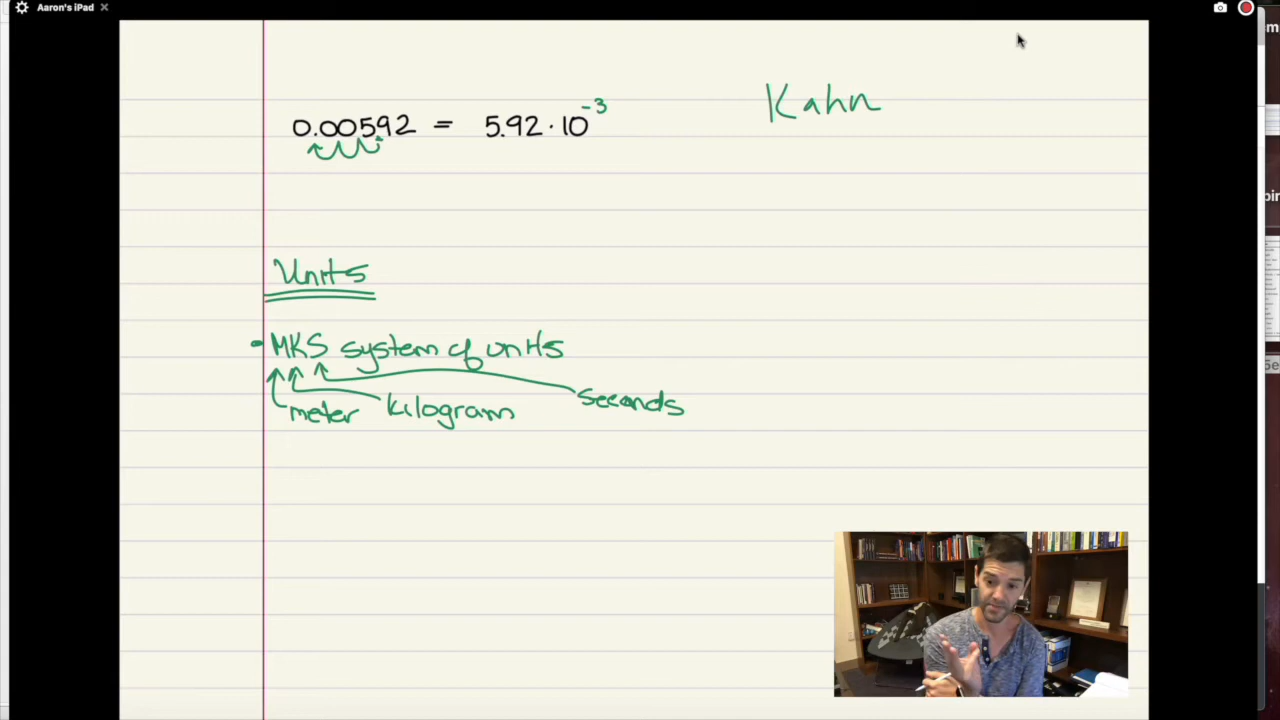 Aaron's iPad
Kahn
0.00592 = 5.92 · 10⁻³
Units
• MKS system of units
meter kilogram seconds